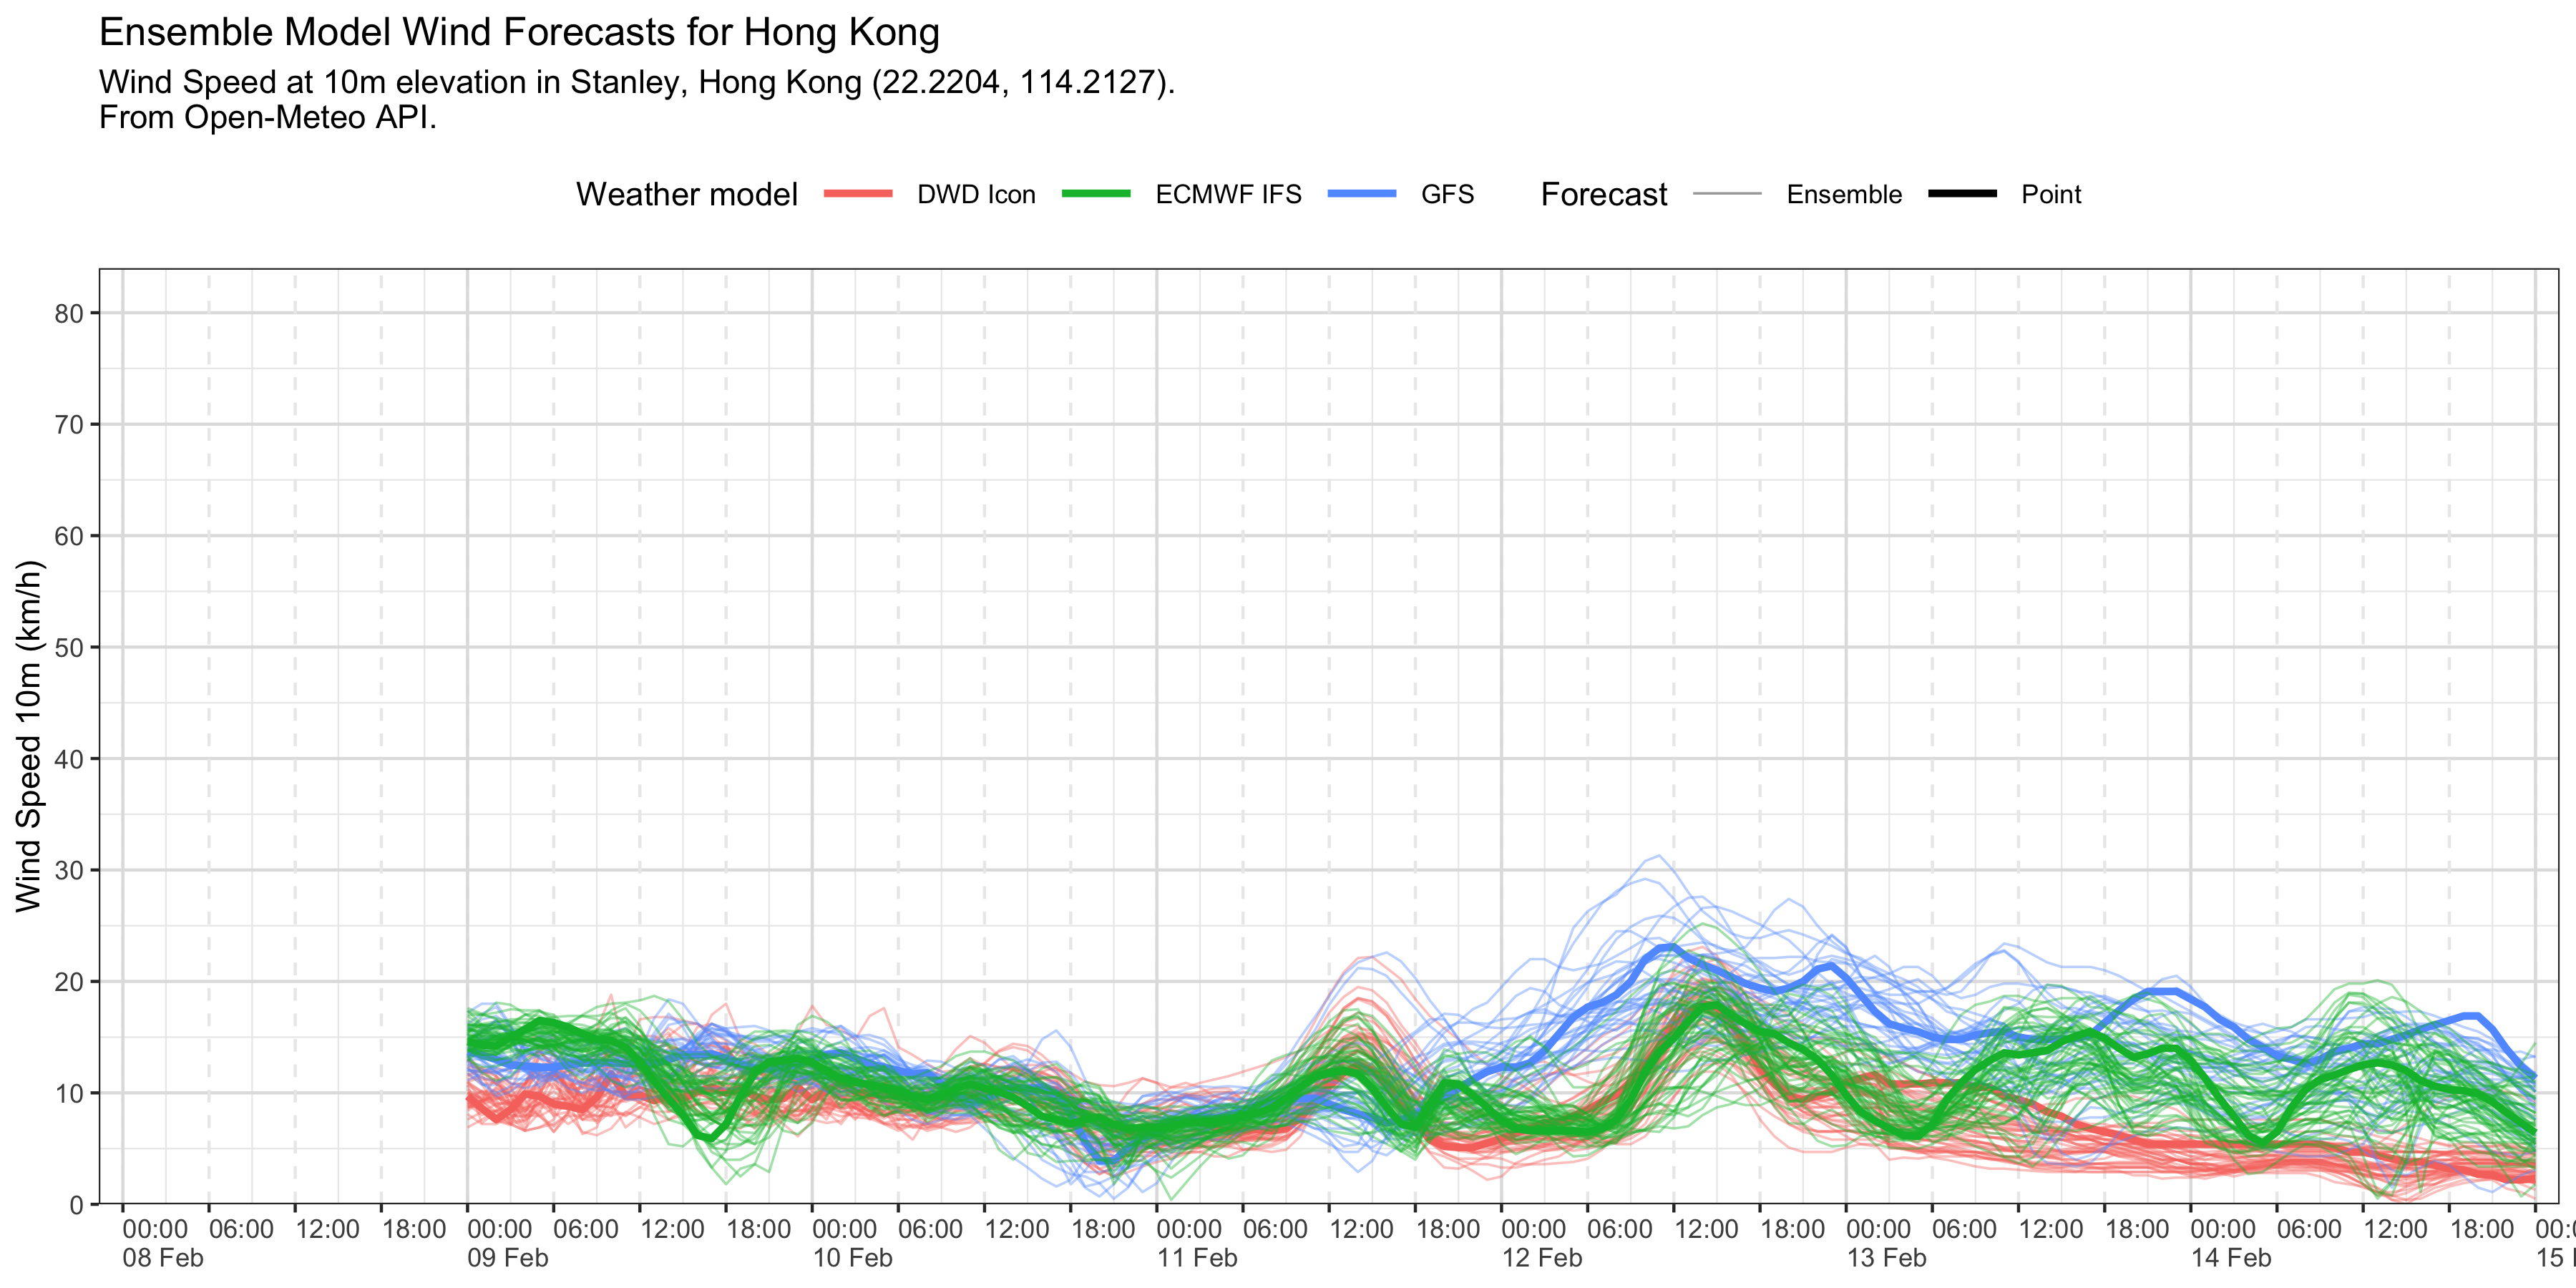 Ensemble Model Wind Forecasts for Hong Kong
Wind Speed at 10m elevation in Stanley, Hong Kong (22.2204, 114.2127).
From Open-Meteo API.
Weather model DWD Icon ECMWF IFS GFS Forecast Ensemble Point
Wind Speed 10m (km/h)
80
70
60
50
40
30
20
10
0
00:00 06:00 12:00 18:00 00:00 06:00 12:00 18:00 00:00 06:00 12:00 18:00 00:00 06:00 12:00 18:00 00:00 06:00 12:00 18:00 00:00 06:00 12:00 18:00 00:00 06:00 12:00 18:00 00:0
08 Feb 09 Feb 10 Feb 11 Feb 12 Feb 13 Feb 14 Feb 15